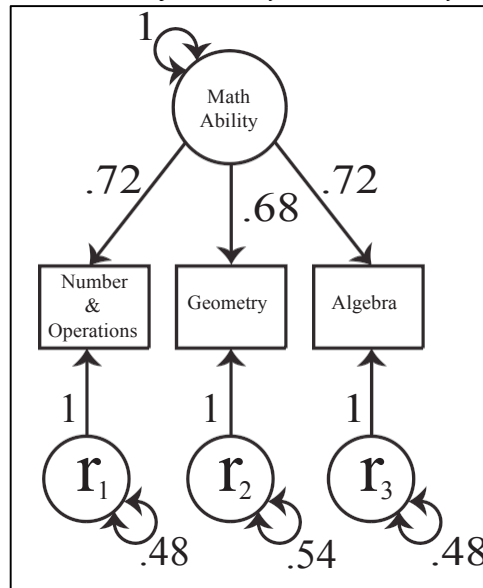 1
Math
Ability
.72
.68
.72
Number
&
Operations
Geometry
Algebra
1
1
1
r1
r2
r3
.48
.54
.48